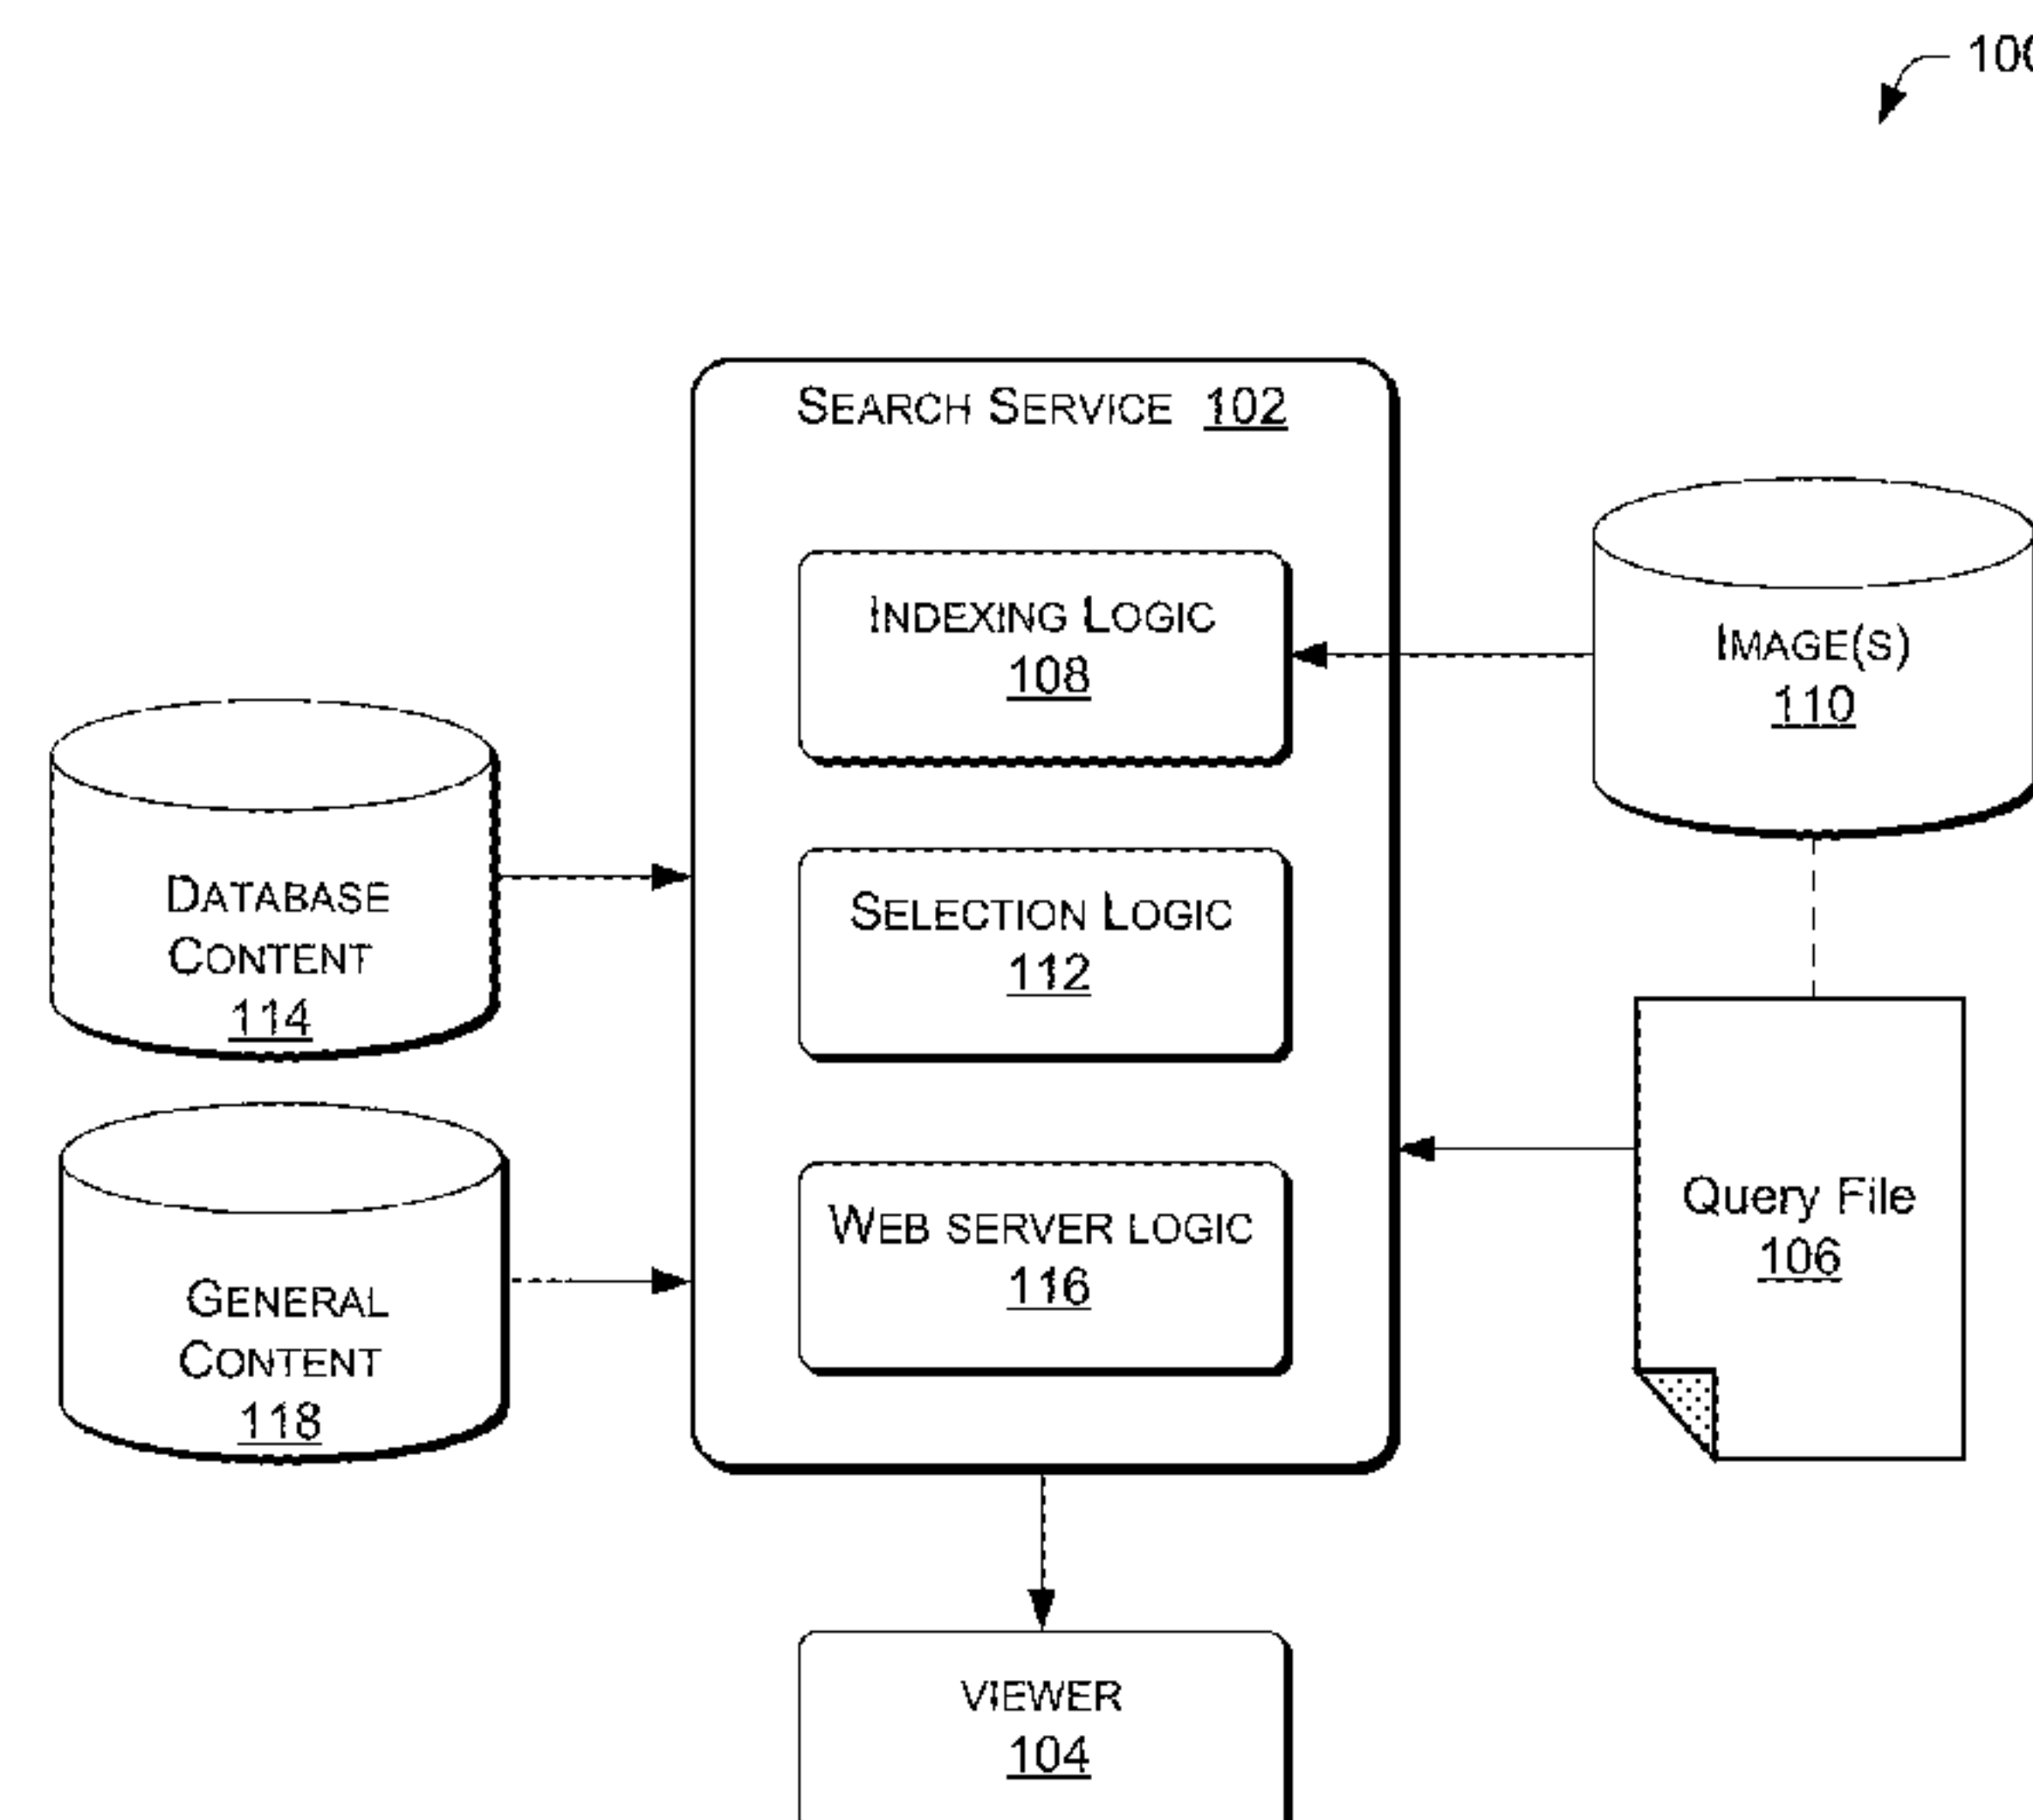 100
SEARCH SERVICE 102
INDEXING LOGIC
108
IMAGE(S)
110
DATABASE
CONTENT
114
SELECTION LOGIC
112
GENERAL
CONTENT
118
WEB SERVER LOGIC
116
Query File
106
VIEWER
104